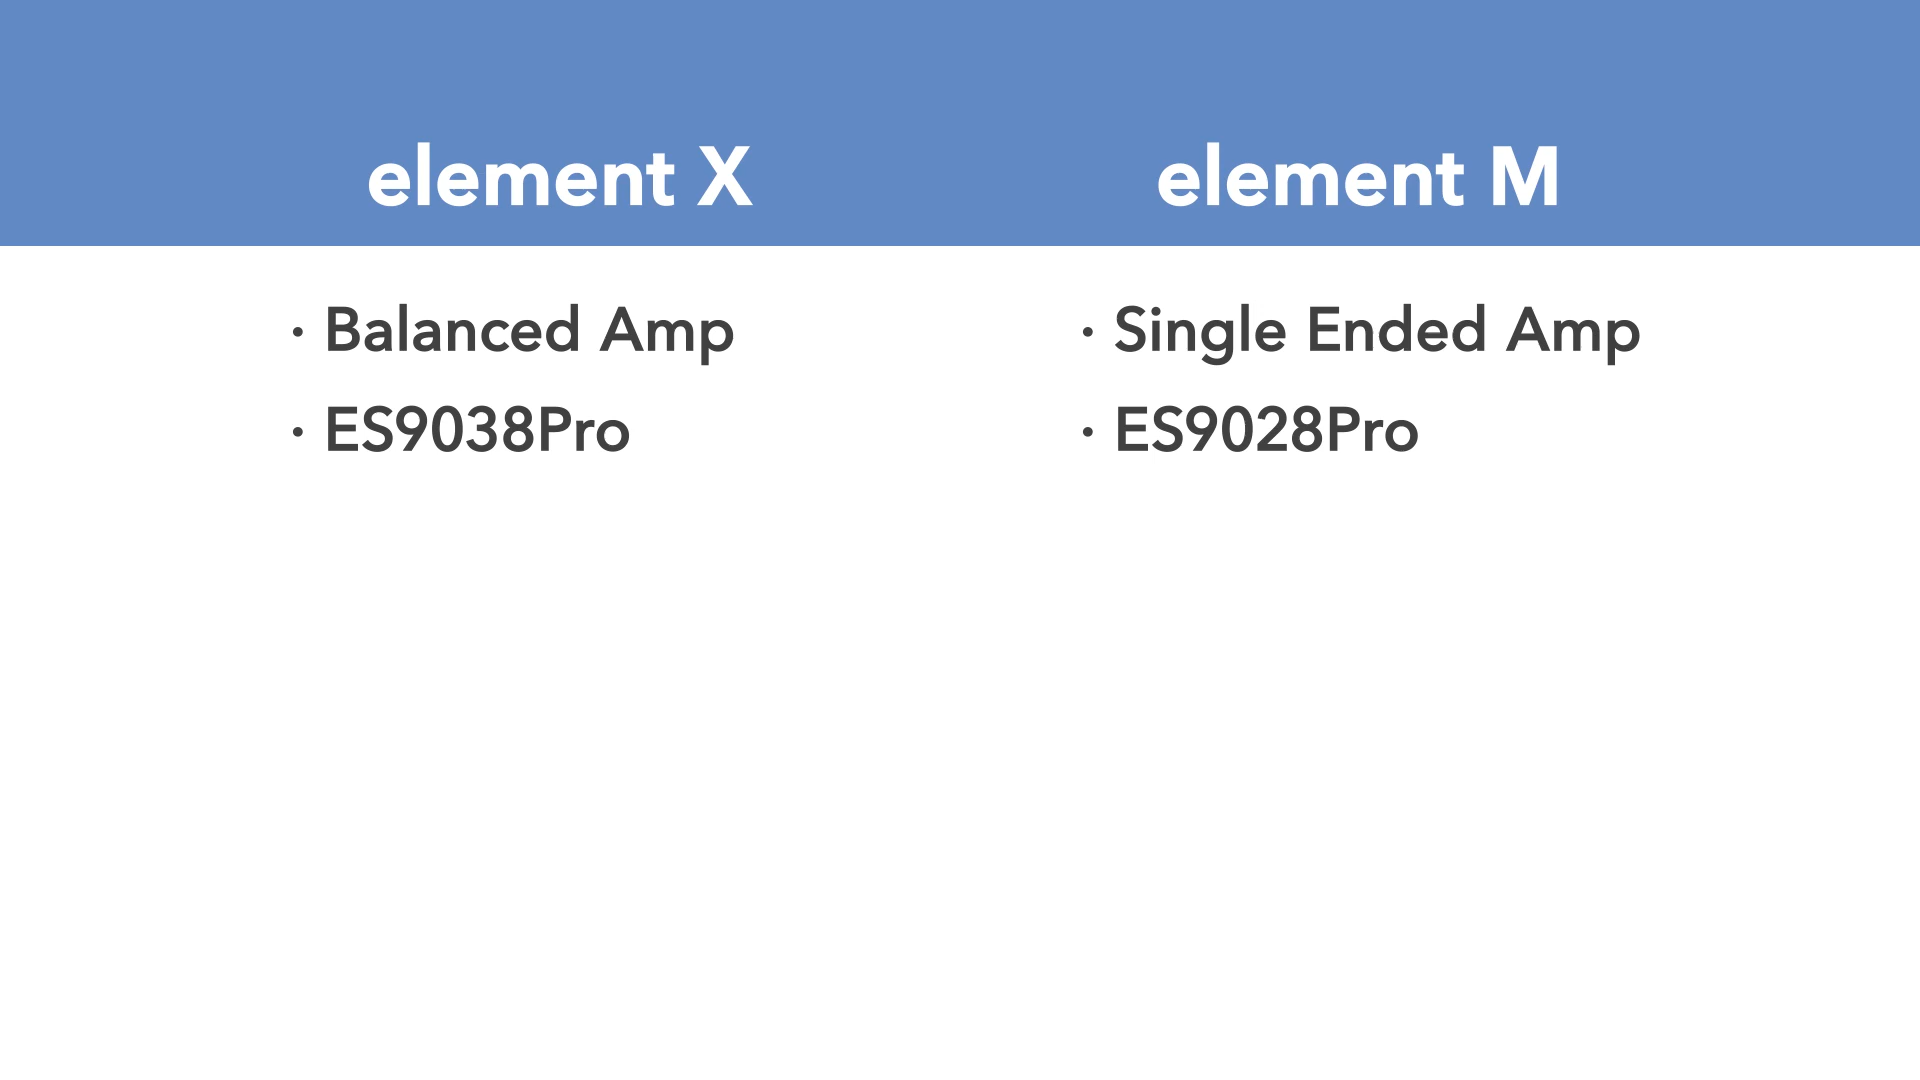 element X
element M
· Balanced Amp
· ES9038Pro
· Single Ended Amp
· ES9028Pro